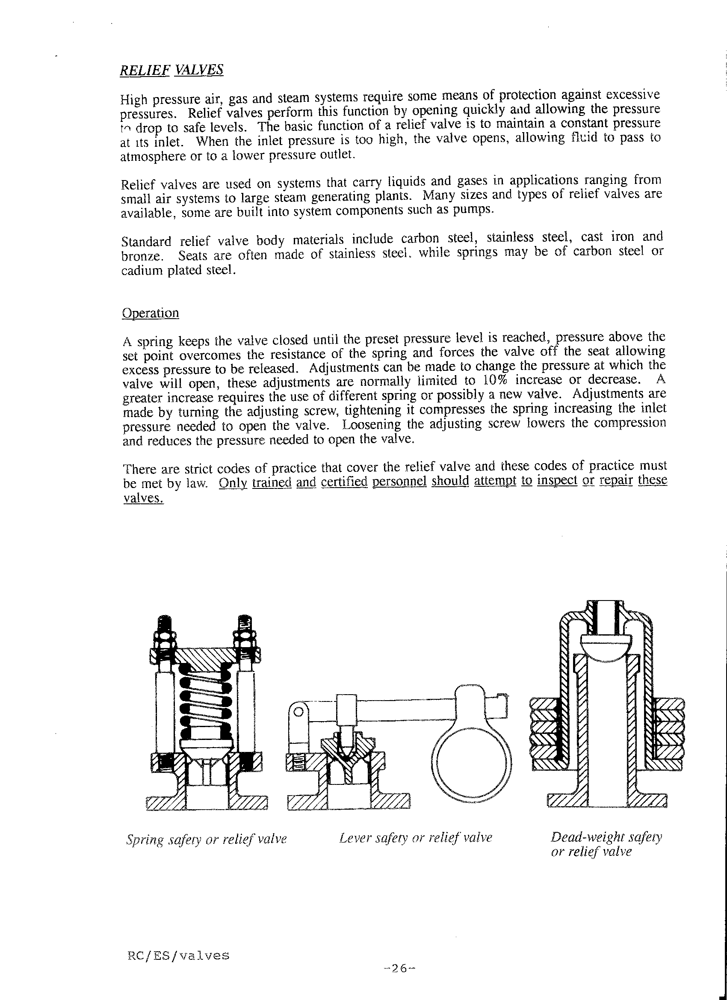 RELIEF VALVES
High pressure air, gas and steam systems require some means of protection against excessive
pressures. Relief valves perform this function by opening quickly and allowing the pressure
to drop to safe levels. The basic function of a relief valve is to maintain a constant pressure
at its inlet. When the inlet pressure is too high, the valve opens, allowing fluid to pass to
atmosphere or to a lower pressure outlet.
Relief valves are used on systems that carry liquids and gases in applications ranging from
small air systems to large steam generating plants. Many sizes and types of relief valves are
available, some are built into system components such as pumps.
Standard relief valve body materials include carbon steel, stainless steel, cast iron and
bronze. Seats are often made of stainless steel. while springs may be of carbon steel or
cadium plated steel.
Operation
A spring keeps the valve closed until the preset pressure level is reached, pressure above the
set point overcomes the resistance of the spring and forces the valve off the seat allowing
excess pressure to be released. Adjustments can be made to change the pressure at which the
valve will open, these adjustments are normally limited to 10% increase or decrease. A
greater increase requires the use of different spring or possibly a new valve. Adjustments are
made by turning the adjusting screw, tightening it compresses the spring increasing the inlet
pressure needed to open the valve. Loosening the adjusting screw lowers the compression
and reduces the pressure needed to open the valve.
There are strict codes of practice that cover the relief valve and these codes of practice must
be met by law. Only trained and certified personnel should attempt to inspect or repair these
valves.
Spring safety or relief valve
Lever safety or relief valve
Dead-weight safety
or relief valve
RC/ES/valves
-26-